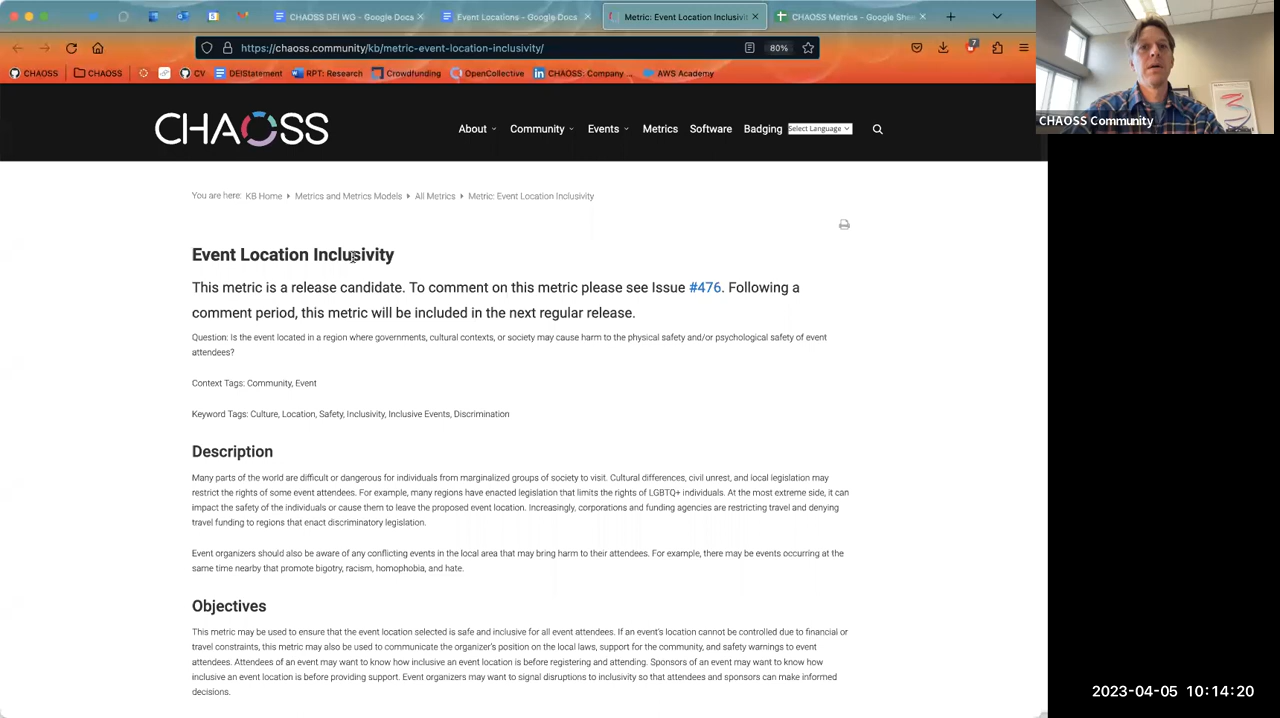 CHAOSS DEI WG - Google Docs
Event Locations - Google Docs
Metric: Event Location Inclusivi
CHAOSS Metrics - Google She
https://chaoss.community/kb/metric-event-location-inclusivity/
80%
7
CHAOSS
CHAOSS
CV
DEIStatement
RPT: Research
Crowdfunding
OpenCollective
CHAOSS: Company ...
AWS Academy
CHAOSS Community
CHAOSS
About
Community
Events
Metrics
Software
Badging
Select Language
You are here: KB Home
Metrics and Metrics Models
All Metrics
Metric: Event Location Inclusivity
Event Location Inclusivity
This metric is a release candidate. To comment on this metric please see Issue #476. Following a
comment period, this metric will be included in the next regular release.
Question: Is the event located in a region where governments, cultural contexts, or society may cause harm to the physical safety and/or psychological safety of event
attendees?
Context Tags: Community, Event
Keyword Tags: Culture, Location, Safety, Inclusivity, Inclusive Events, Discrimination
Description
Many parts of the world are difficult or dangerous for individuals from marginalized groups of society to visit. Cultural differences, civil unrest, and local legislation may
restrict the rights of some event attendees. For example, many regions have enacted legislation that limits the rights of LGBTQ+ individuals. At the most extreme side, it can
impact the safety of the individuals or cause them to leave the proposed event location. Increasingly, corporations and funding agencies are restricting travel and denying
travel funding to regions that enact discriminatory legislation.
Event organizers should also be aware of any conflicting events in the local area that may bring harm to their attendees. For example, there may be events occurring at the
same time nearby that promote bigotry, racism, homophobia, and hate.
Objectives
This metric may be used to ensure that the event location selected is safe and inclusive for all event attendees. If an event's location cannot be controlled due to financial or
travel constraints, this metric may also be used to communicate the organizer's position on the local laws, support for the community, and safety warnings to event
attendees. Attendees of an event may want to know how inclusive an event location is before registering and attending. Sponsors of an event may want to know how
inclusive an event location is before providing support. Event organizers may want to signal disruptions to inclusivity so that attendees and sponsors can make informed
decisions.
2023-04-05 10:14:20